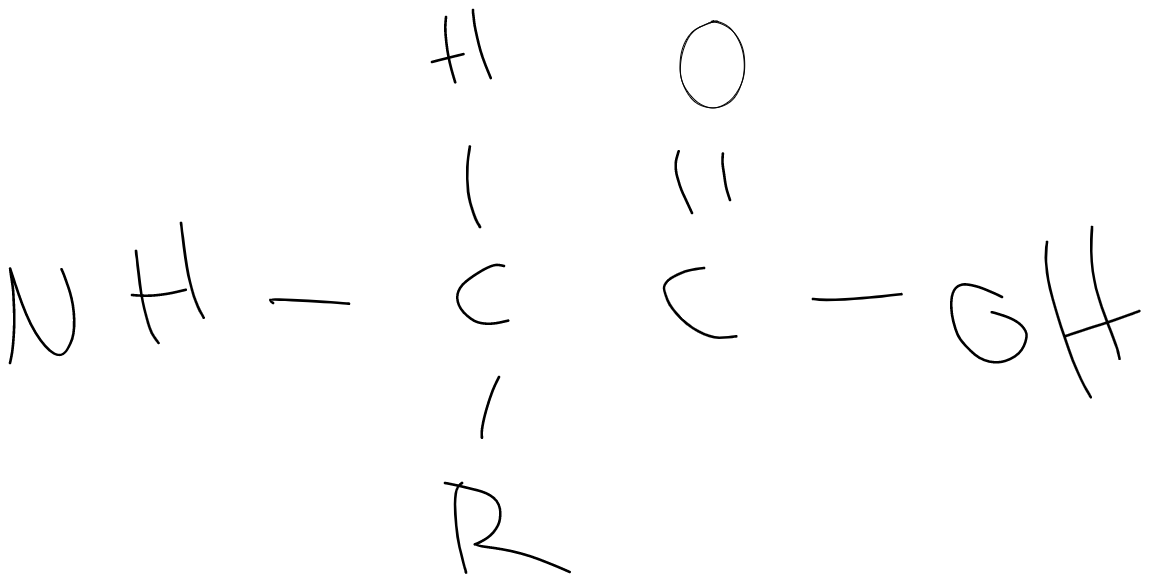 H O
| ||
NH — C C — OH
|
R